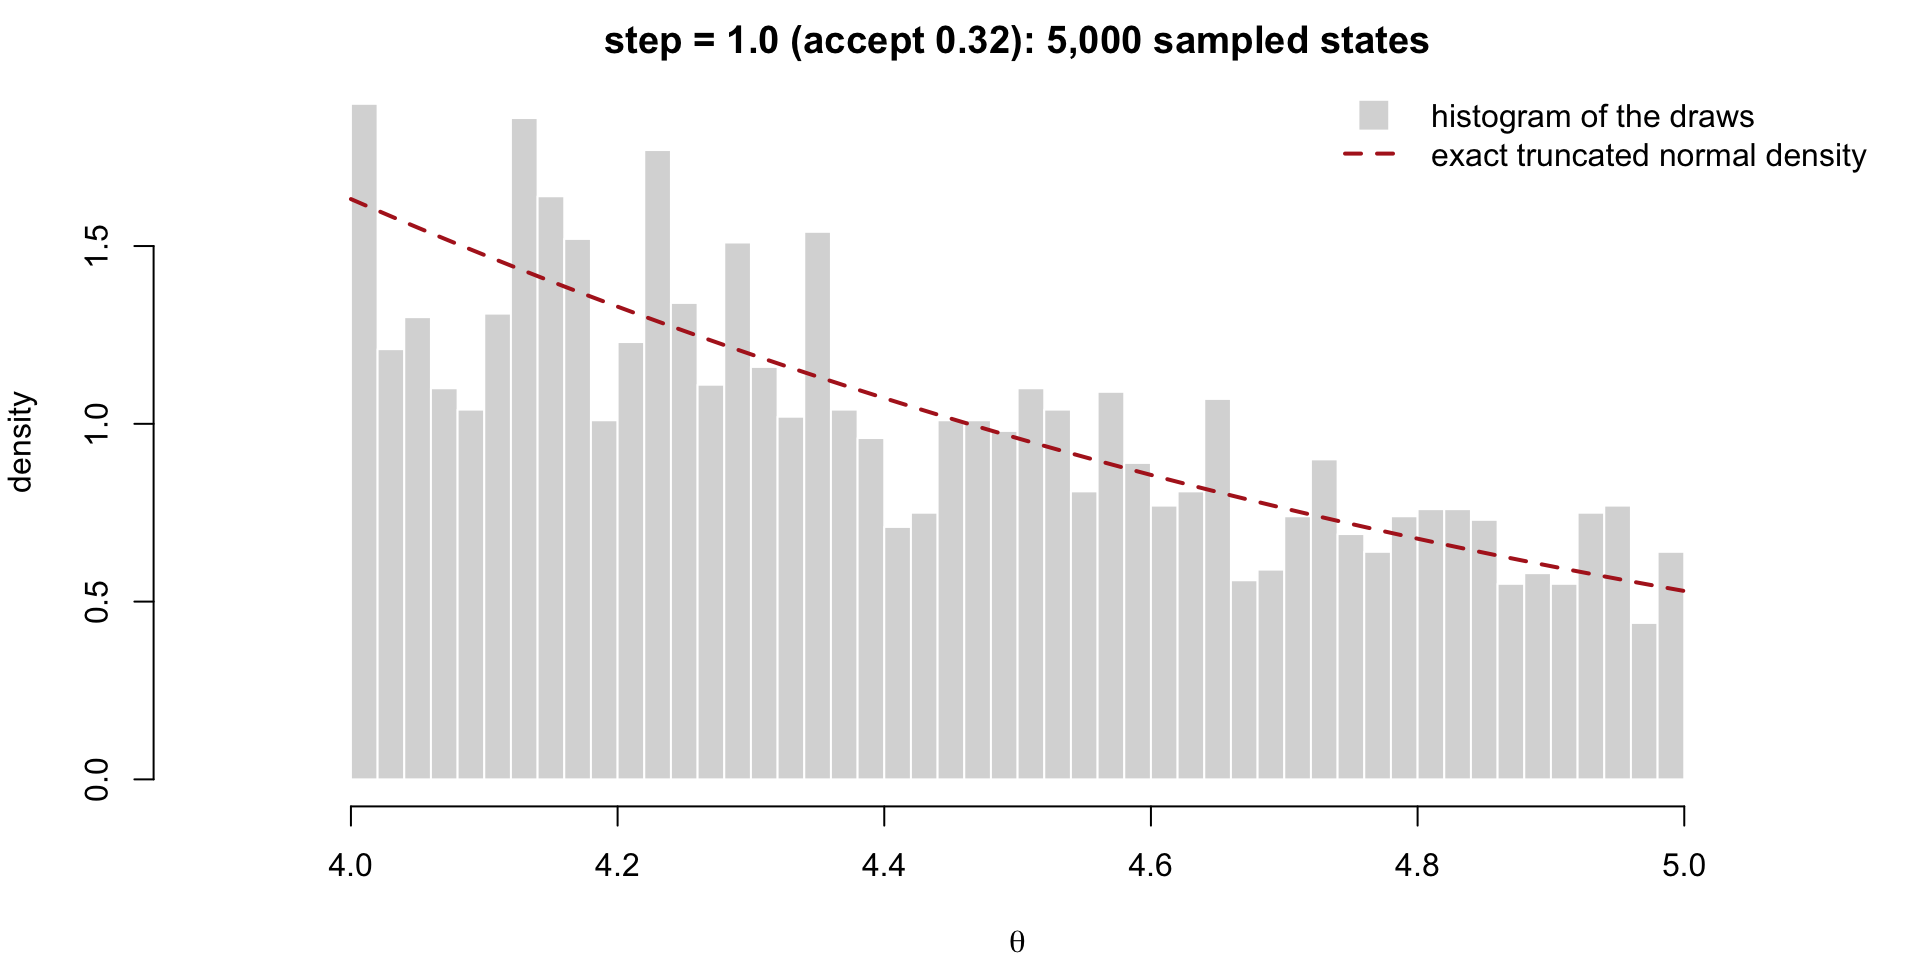 step = 1.0 (accept 0.32): 5,000 sampled states
histogram of the draws
exact truncated normal density
density
1.5
1.0
0.5
0.0
4.0 4.2 4.4 4.6 4.8 5.0
θ